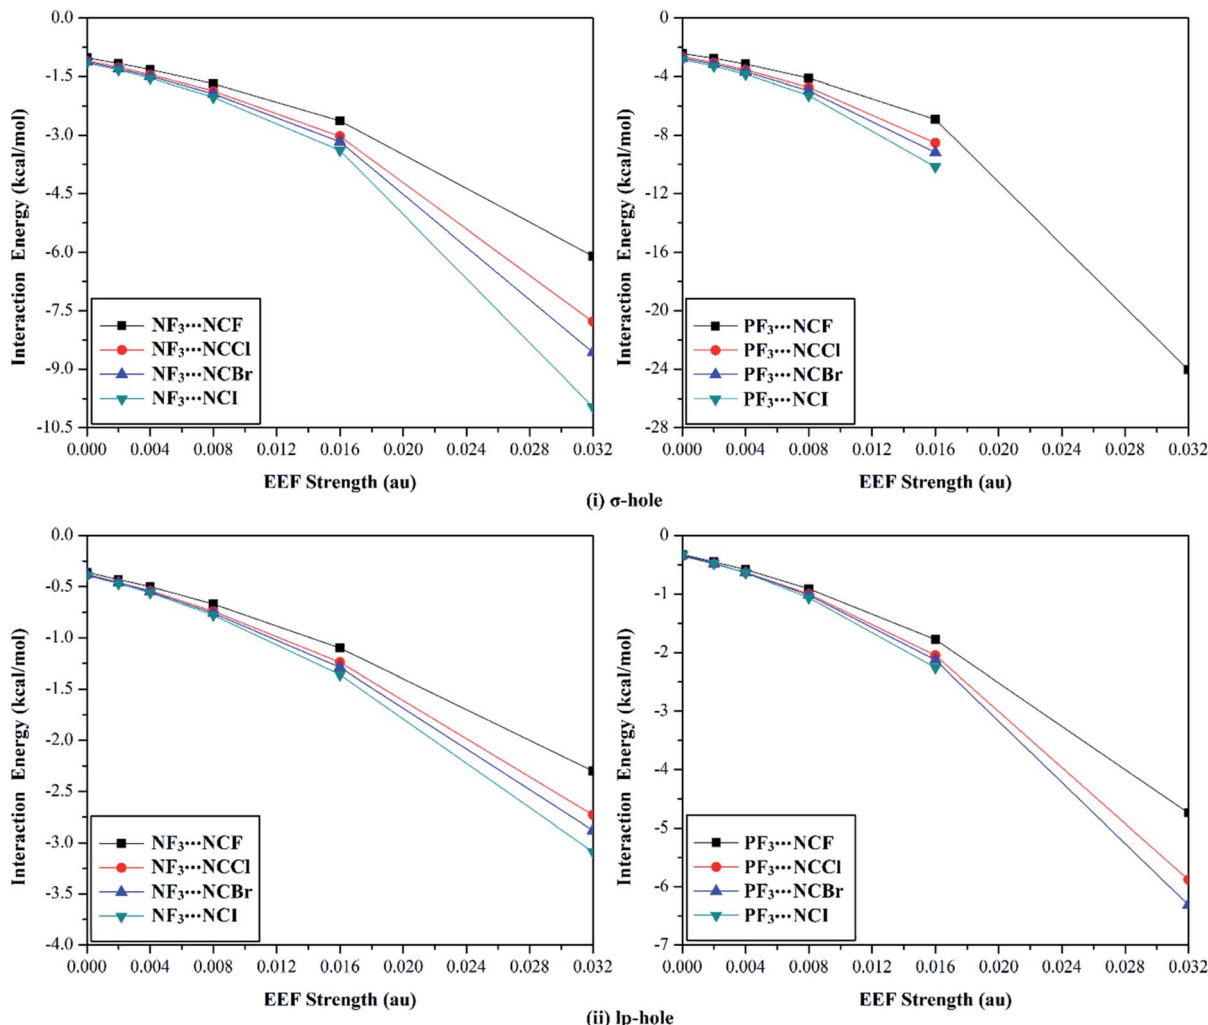 0.0
-1.5
-3.0
-4.5
-6.0
-7.5
-9.0
-10.5
Interaction Energy (kcal/mol)
NF₃···NCF
NF₃···NCCl
NF₃···NCBr
NF₃···NCI
0.000 0.004 0.008 0.012 0.016 0.020 0.024 0.028 0.032
EEF Strength (au)
0
-4
-8
-12
-16
-20
-24
-28
Interaction Energy (kcal/mol)
PF₃···NCF
PF₃···NCCl
PF₃···NCBr
PF₃···NCI
0.000 0.004 0.008 0.012 0.016 0.020 0.024 0.028 0.032
EEF Strength (au)
(i) σ-hole
0.0
-0.5
-1.0
-1.5
-2.0
-2.5
-3.0
-3.5
-4.0
Interaction Energy (kcal/mol)
NF₃···NCF
NF₃···NCCl
NF₃···NCBr
NF₃···NCI
0.000 0.004 0.008 0.012 0.016 0.020 0.024 0.028 0.032
EEF Strength (au)
0
-1
-2
-3
-4
-5
-6
-7
Interaction Energy (kcal/mol)
PF₃···NCF
PF₃···NCCl
PF₃···NCBr
PF₃···NCI
0.000 0.004 0.008 0.012 0.016 0.020 0.024 0.028 0.032
EEF Strength (au)
(ii) lp-hole